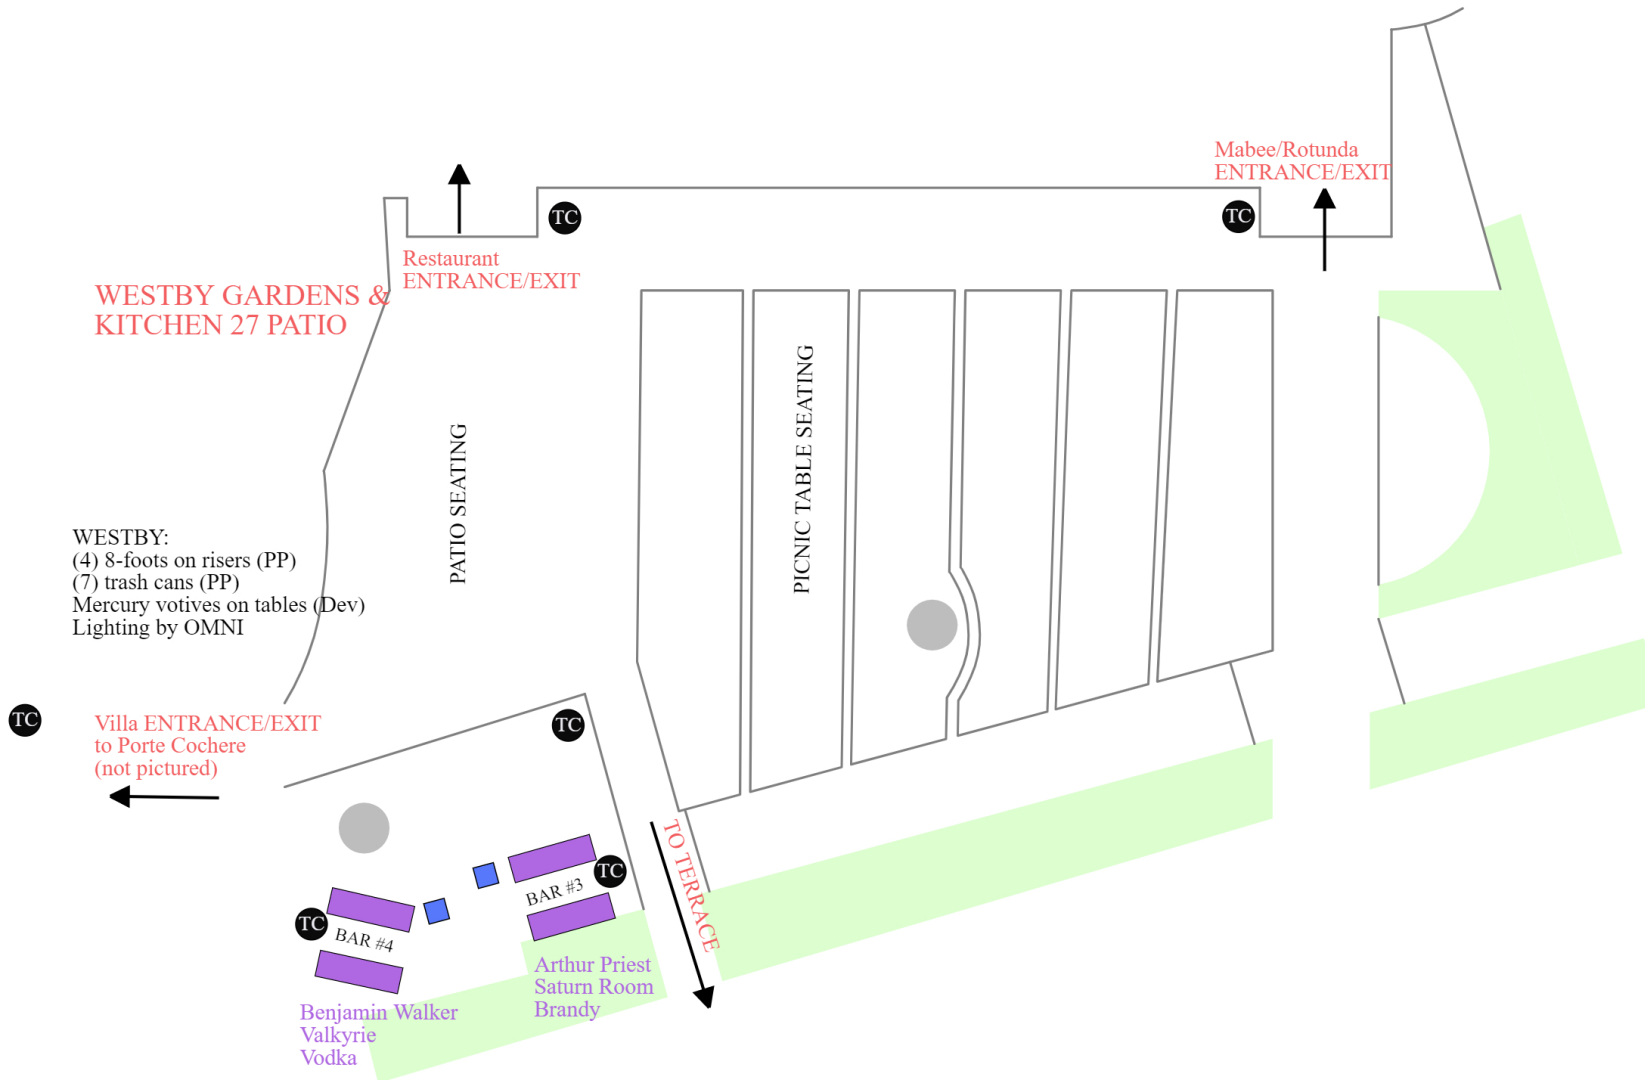 Mabee/Rotunda
ENTRANCE/EXIT
TC
TC
Restaurant
ENTRANCE/EXIT
WESTBY GARDENS &
KITCHEN 27 PATIO
PATIO SEATING
PICNIC TABLE SEATING
WESTBY:
(4) 8-foots on risers (PP)
(7) trash cans (PP)
Mercury votives on tables (Dev)
Lighting by OMNI
TC
Villa ENTRANCE/EXIT
to Porte Cochere
(not pictured)
TC
TO TERRACE
TC
BAR #3
TC
BAR #4
Arthur Priest
Saturn Room
Brandy
Benjamin Walker
Valkyrie
Vodka